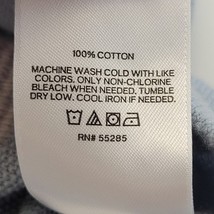 100% COTTON
MACHINE WASH COLD WITH LIKE
COLORS. ONLY NON-CHLORINE
BLEACH WHEN NEEDED. TUMBLE
DRY LOW. COOL IRON IF NEEDED.
RN# 55285